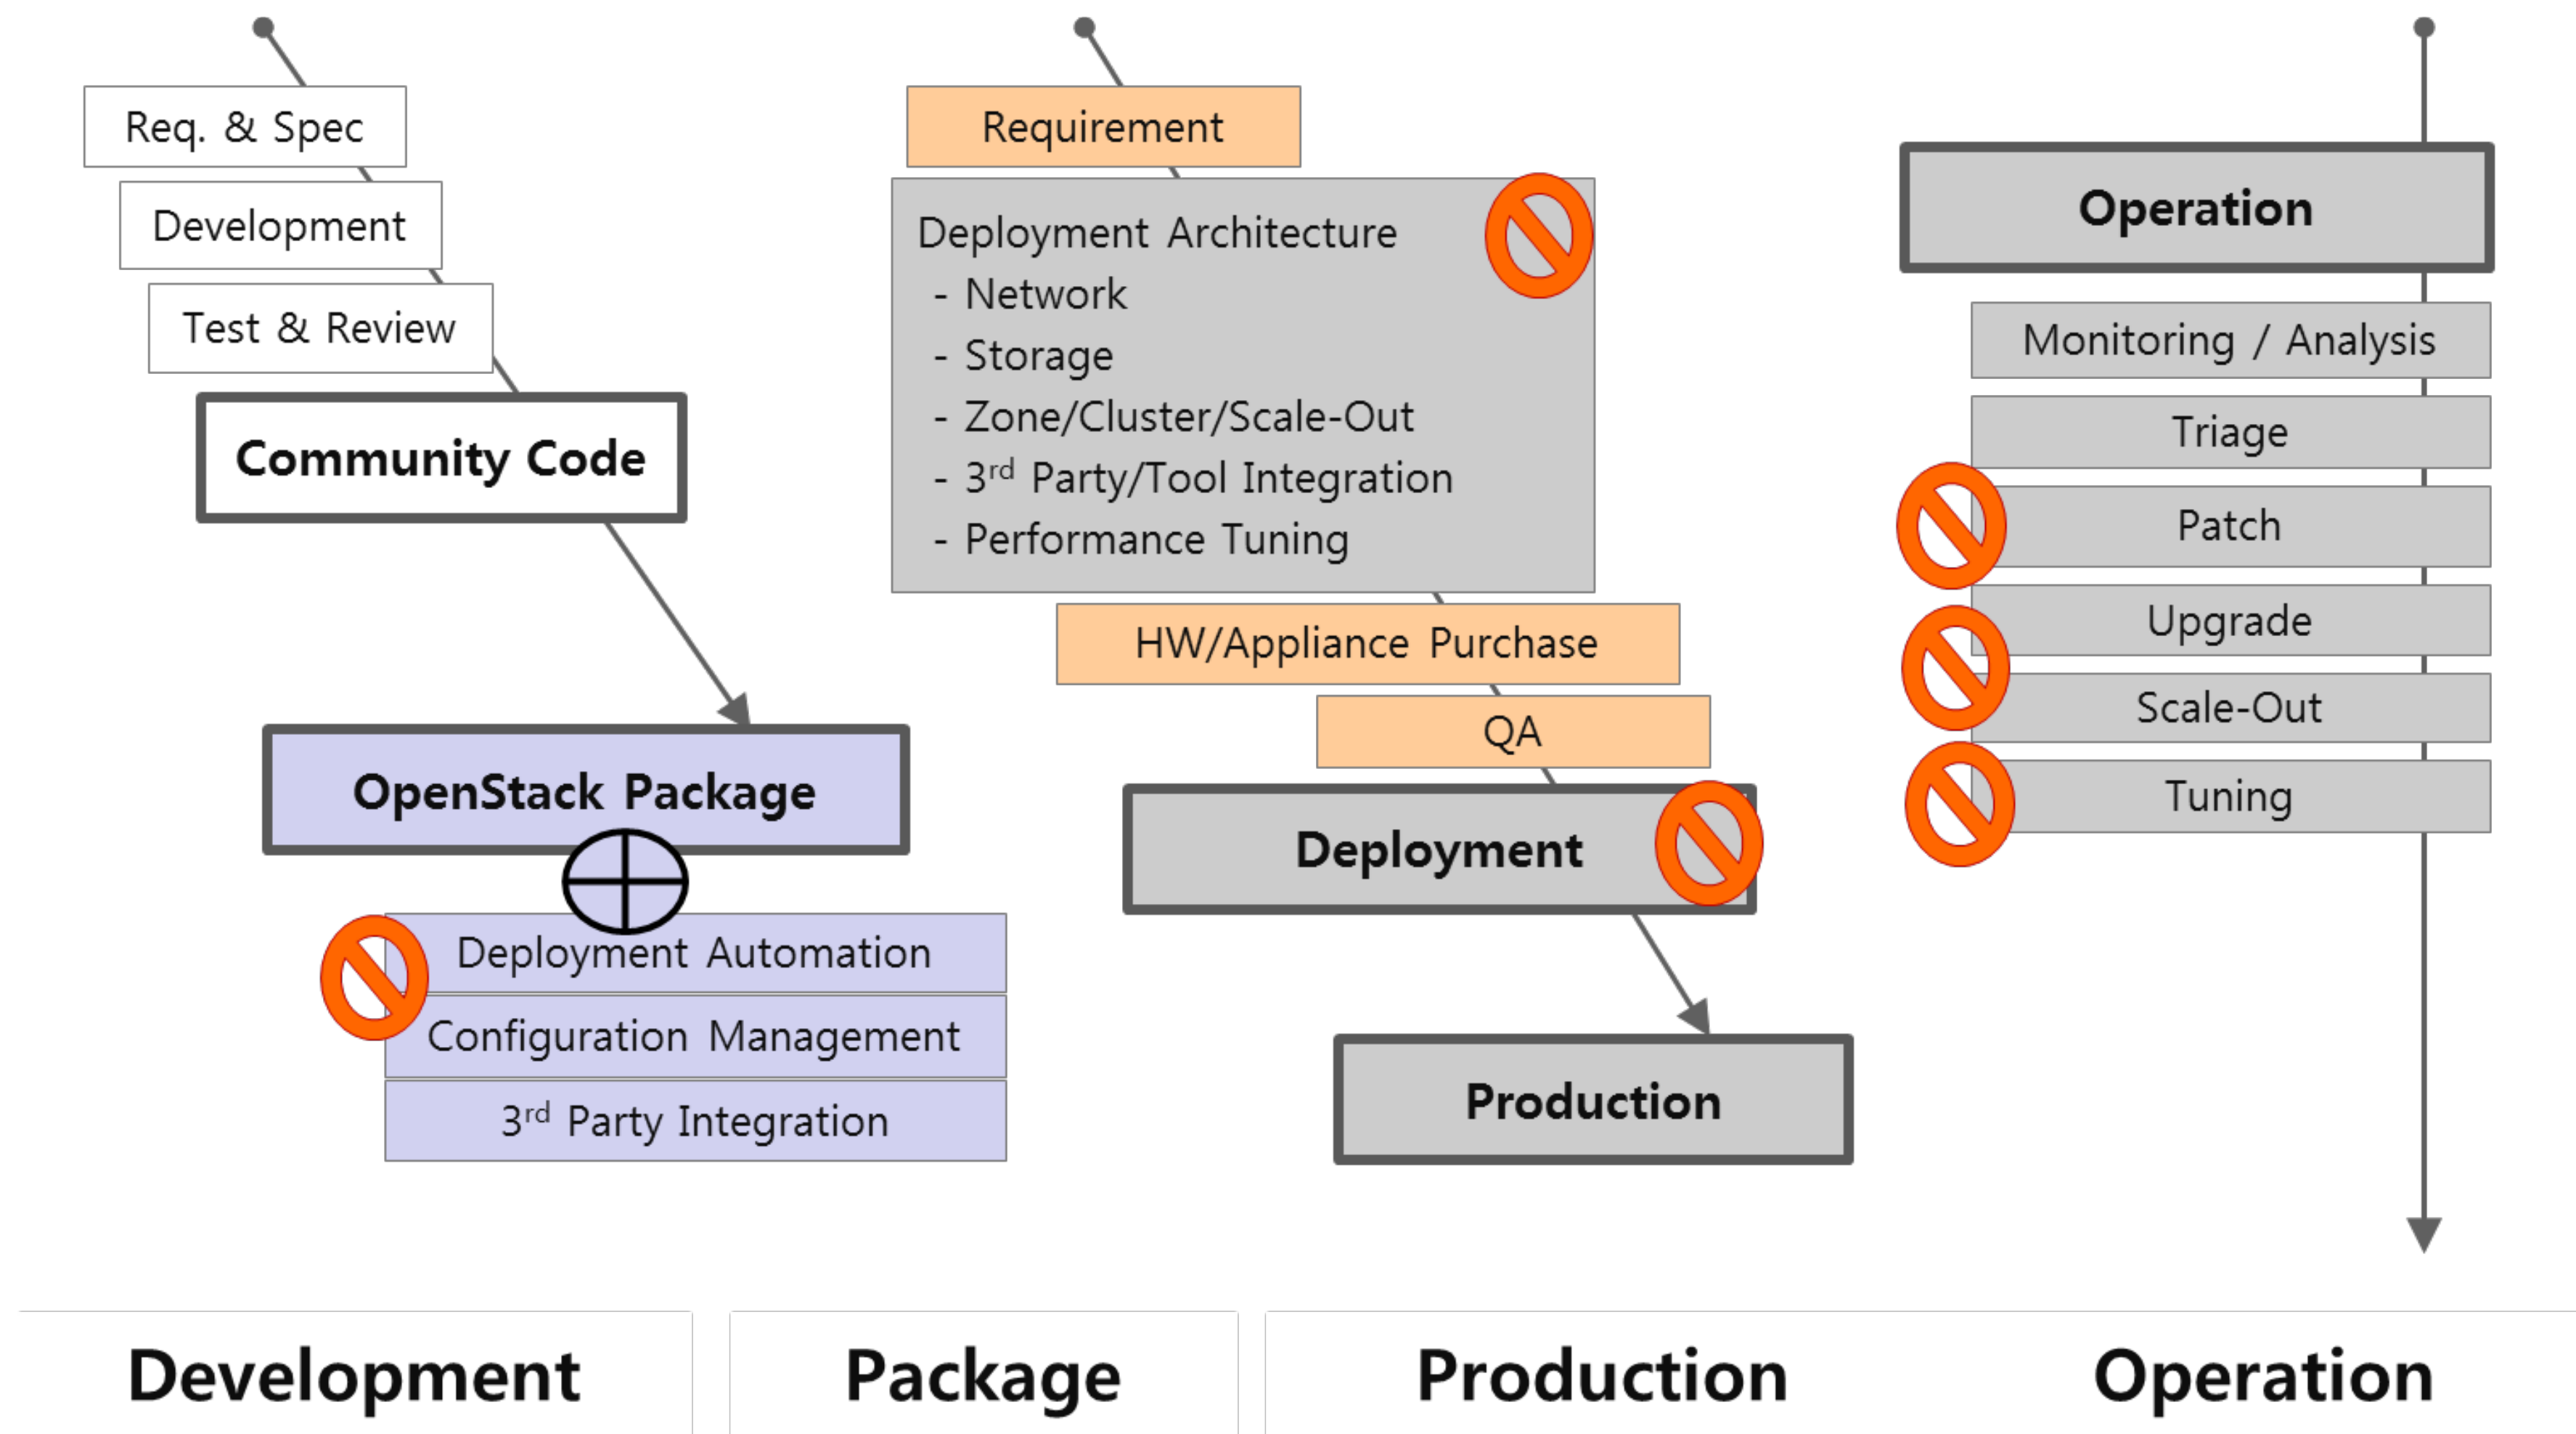 Req. & Spec
Development
Test & Review
Community Code
OpenStack Package
Deployment Automation
Configuration Management
3rd Party Integration
Requirement
Deployment Architecture
- Network
- Storage
- Zone/Cluster/Scale-Out
- 3rd Party/Tool Integration
- Performance Tuning
HW/Appliance Purchase
QA
Deployment
Production
Operation
Monitoring / Analysis
Triage
Patch
Upgrade
Scale-Out
Tuning
Development
Package
Production
Operation